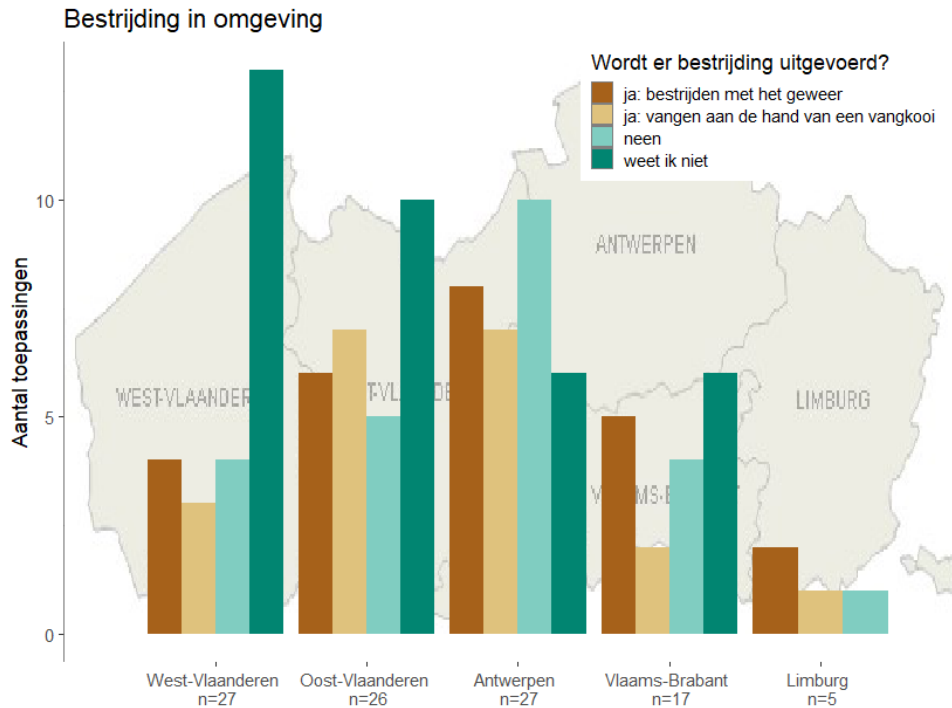 Bestrijding in omgeving
Wordt er bestrijding uitgevoerd?
ja: bestrijden met het geweer
ja: vangen aan de hand van een vangkooi
neen
weet ik niet
Aantal toepassingen
10
5
0
ANTWERPEN
WEST-VLAANDER
LIMBURG
West-Vlaanderen
n=27
Oost-Vlaanderen
n=26
Antwerpen
n=27
Vlaams-Brabant
n=17
Limburg
n=5